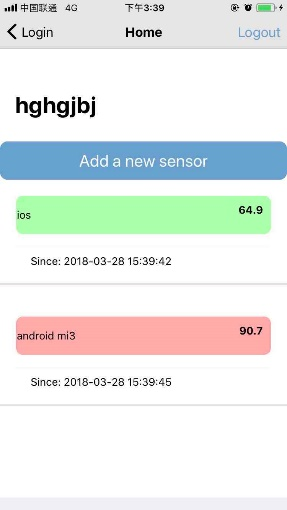 中国联通 4G 下午3:39
Login Home Logout
hghgjbj
Add a new sensor
ios 64.9
Since: 2018-03-28 15:39:42
android mi3 90.7
Since: 2018-03-28 15:39:45